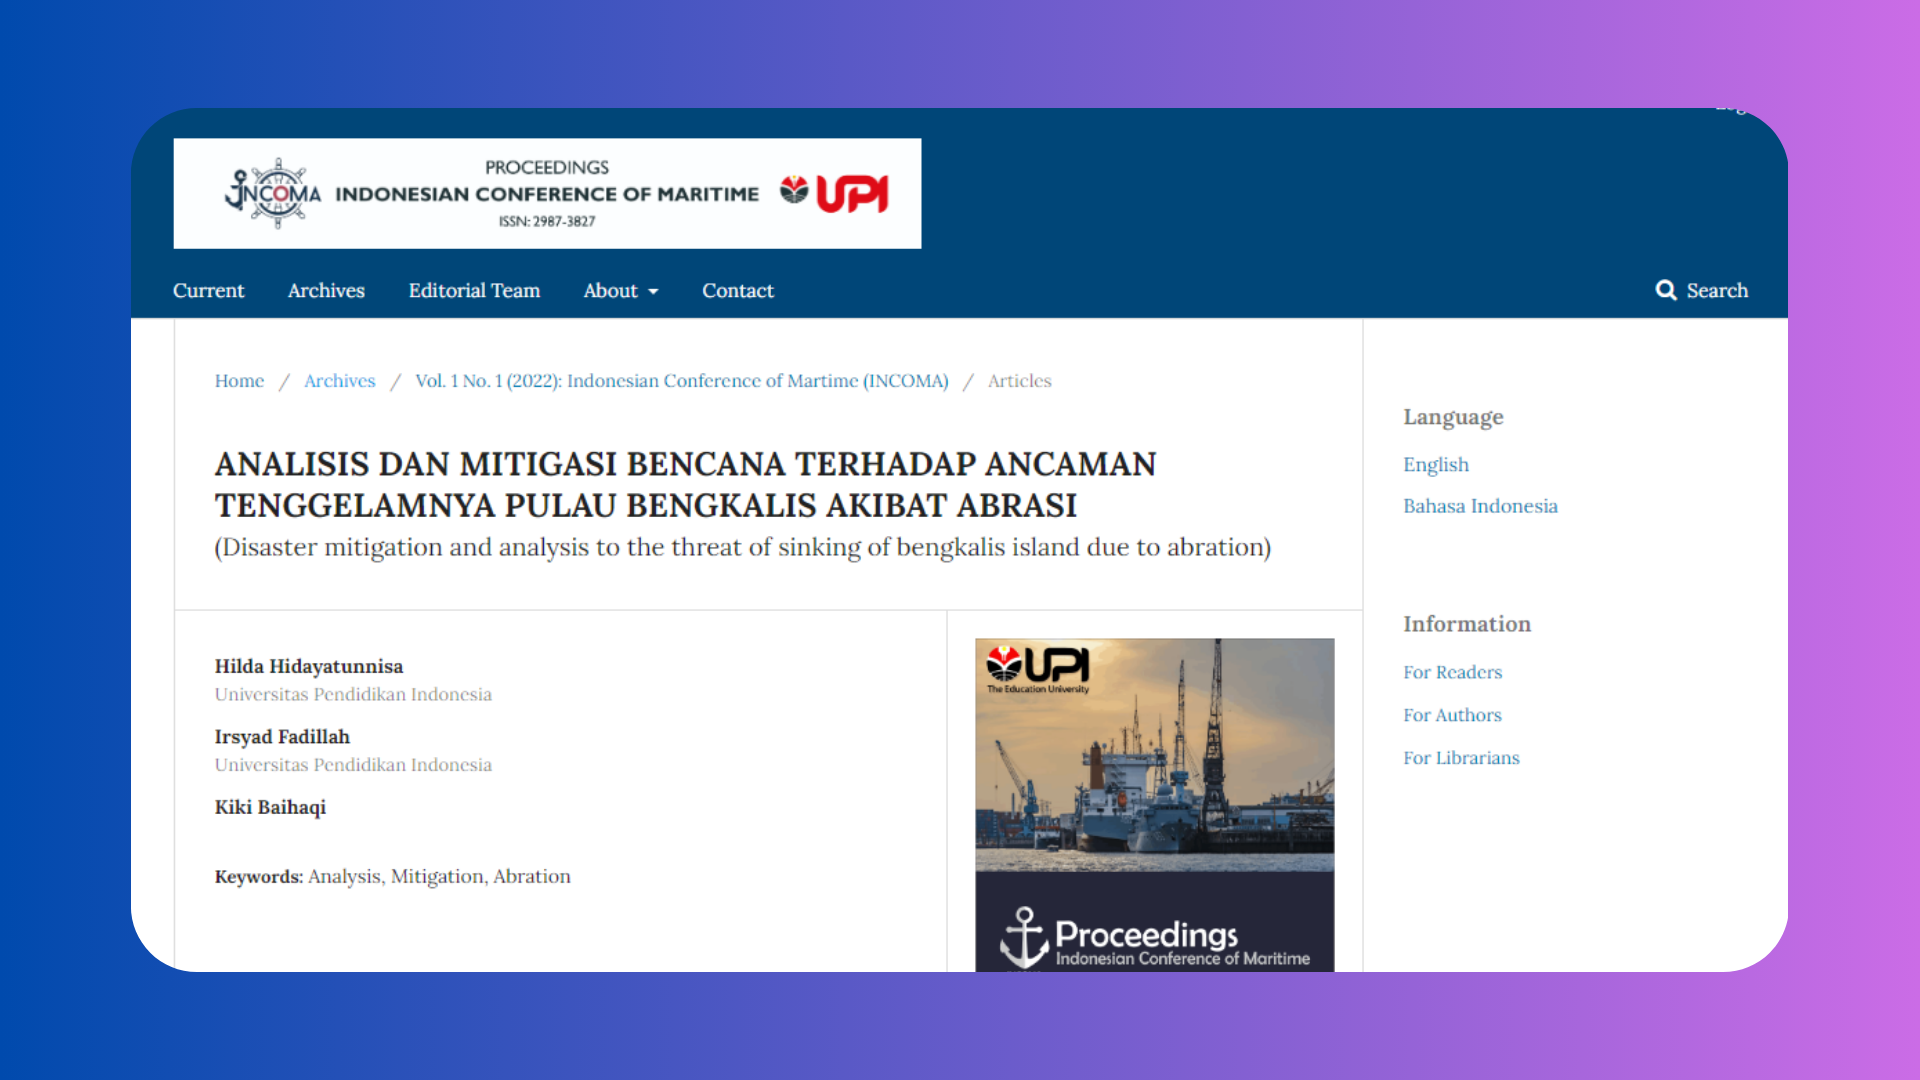 INCOMA
PROCEEDINGS
INDONESIAN CONFERENCE OF MARITIME
ISSN: 2987-3827
UPI
Current
Archives
Editorial Team
About
Contact
Search
Home / Archives / Vol. 1 No. 1 (2022): Indonesian Conference of Martime (INCOMA) / Articles
ANALISIS DAN MITIGASI BENCANA TERHADAP ANCAMAN
TENGGELAMNYA PULAU BENGKALIS AKIBAT ABRASI
(Disaster mitigation and analysis to the threat of sinking of bengkalis island due to abration)
Hilda Hidayatunnisa
Universitas Pendidikan Indonesia
Irsyad Fadillah
Universitas Pendidikan Indonesia
Kiki Baihaqi
Keywords: Analysis, Mitigation, Abration
UPI
The Education University
Proceedings
Indonesian Conference of Maritime
Language
English
Bahasa Indonesia
Information
For Readers
For Authors
For Librarians